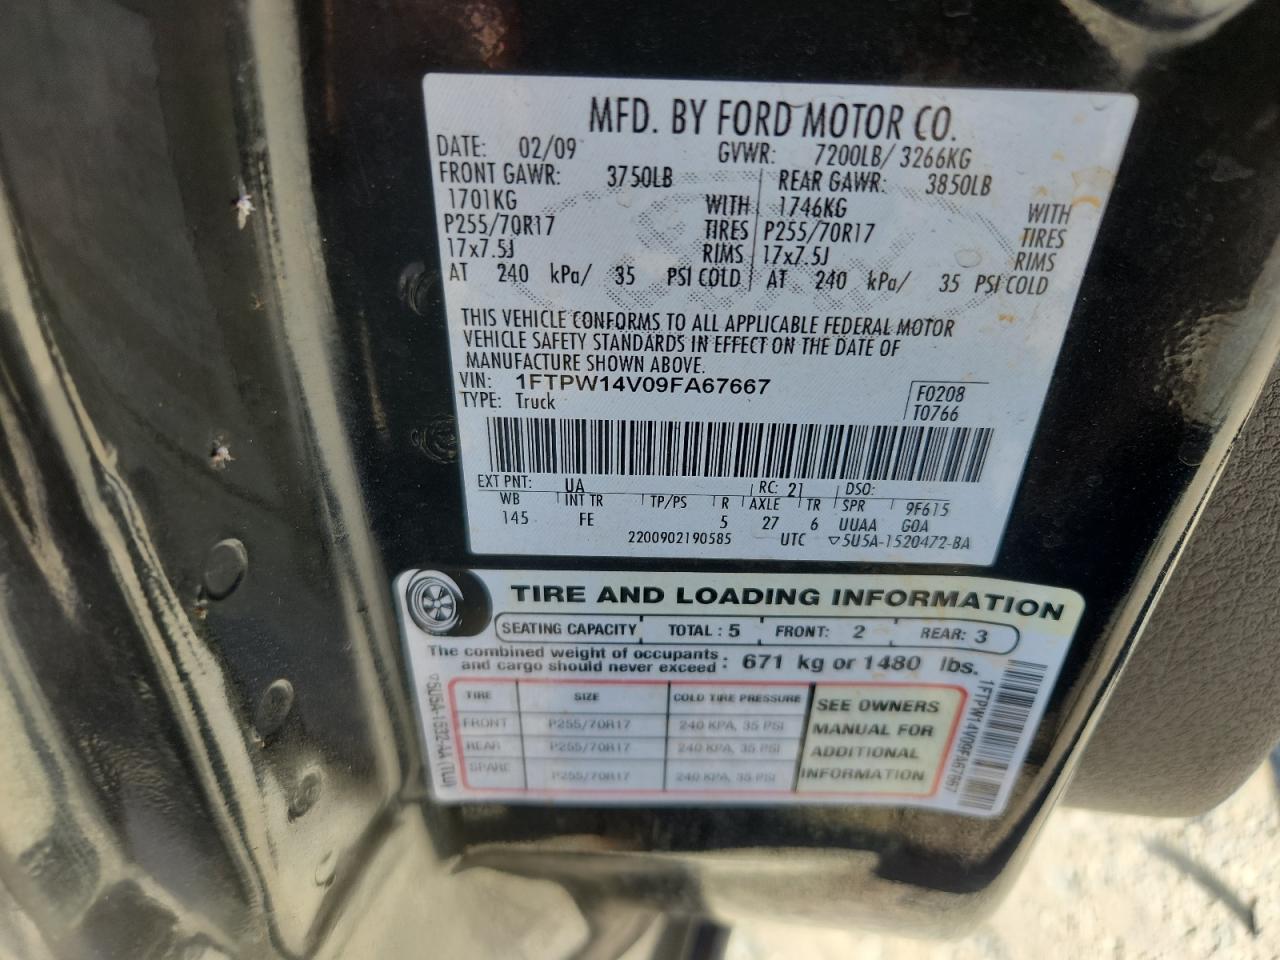 MFD. BY FORD MOTOR CO.
DATE: 02/09 GVWR: 7200LB/ 3266KG
FRONT GAWR: 3750LB REAR GAWR: 3850LB
1701KG WITH 1746KG WITH
P255/70R17 TIRES P255/70R17 TIRES
17x7.5J RIMS 17x7.5J RIMS
AT 240 kPa/ 35 PSI COLD AT 240 kPa/ 35 PSI COLD
THIS VEHICLE CONFORMS TO ALL APPLICABLE FEDERAL MOTOR
VEHICLE SAFETY STANDARDS IN EFFECT ON THE DATE OF
MANUFACTURE SHOWN ABOVE.
VIN: 1FTPW14V09FA67667
TYPE: Truck
F0208
T0766
EXT PNT: UA RC: 21 DSO:
WB INT TR TP/PS R AXLE TR SPR 9F615
145 FE 5 27 6 UUAA G0A
2200902190585 UTC ▽5U5A-1520472-BA
TIRE AND LOADING INFORMATION
SEATING CAPACITY TOTAL : 5 FRONT: 2 REAR: 3
The combined weight of occupants
and cargo should never exceed : 671 kg or 1480 lbs.
TIRE SIZE COLD TIRE PRESSURE
FRONT P255/70R17 240 KPA, 35 PSI
REAR P255/70R17 240 KPA, 35 PSI
SPARE P255/70R17 240 KPA, 35 PSI
SEE OWNERS
MANUAL FOR
ADDITIONAL
INFORMATION
▽5U5A-1532-AA (TLU)
1FTPW14V09FA67667